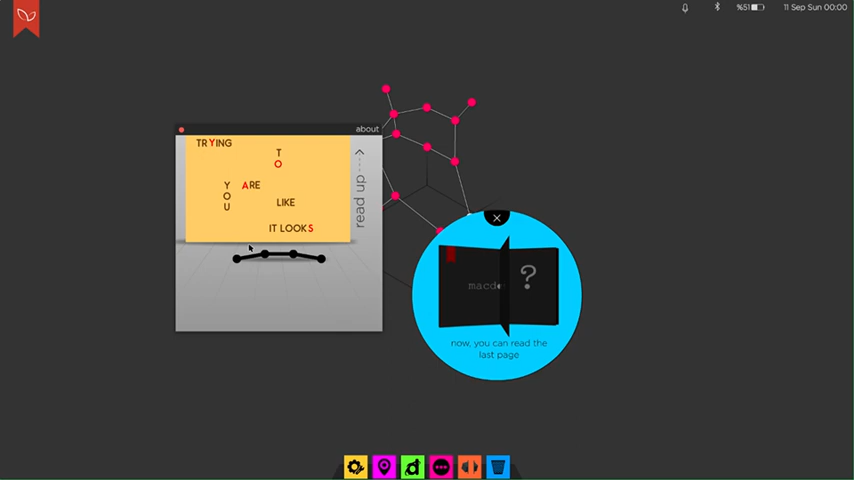 %51
11 Sep Sun 00:00
about
TRYING
TO
YOU
ARE
LIKE
IT LOOKS
read up
?
now, you can read the
last page